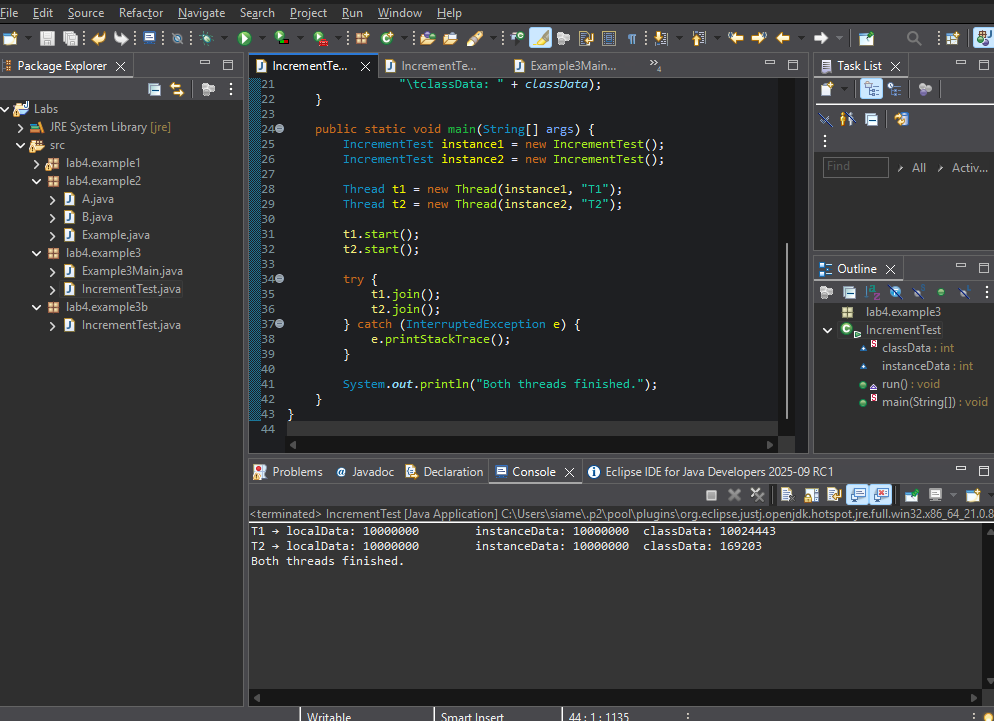 File Edit Source Refactor Navigate Search Project Run Window Help
Package Explorer
Labs
JRE System Library [jre]
src
lab4.example1
lab4.example2
A.java
B.java
Example.java
lab4.example3
Example3Main.java
IncrementTest.java
lab4.example3b
IncrementTest.java
IncrementTe... IncrementTe... Example3Main... »4
21 "\tclassData: " + classData);
22 }
23
24 public static void main(String[] args) {
25 IncrementTest instance1 = new IncrementTest();
26 IncrementTest instance2 = new IncrementTest();
27
28 Thread t1 = new Thread(instance1, "T1");
29 Thread t2 = new Thread(instance2, "T2");
30
31 t1.start();
32 t2.start();
33
34 try {
35 t1.join();
36 t2.join();
37 } catch (InterruptedException e) {
38 e.printStackTrace();
39 }
40
41 System.out.println("Both threads finished.");
42 }
43 }
44
Task List
Find All Activ...
Outline
lab4.example3
IncrementTest
classData : int
instanceData : int
run() : void
main(String[]) : void
Problems Javadoc Declaration Console Eclipse IDE for Java Developers 2025-09 RC1
<terminated> IncrementTest [Java Application] C:\Users\siame\.p2\pool\plugins\org.eclipse.justj.openjdk.hotspot.jre.full.win32.x86_64_21.0.8
T1 → localData: 10000000 instanceData: 10000000 classData: 10024443
T2 → localData: 10000000 instanceData: 10000000 classData: 169203
Both threads finished.
Writable Smart Insert 44 : 1 : 1135